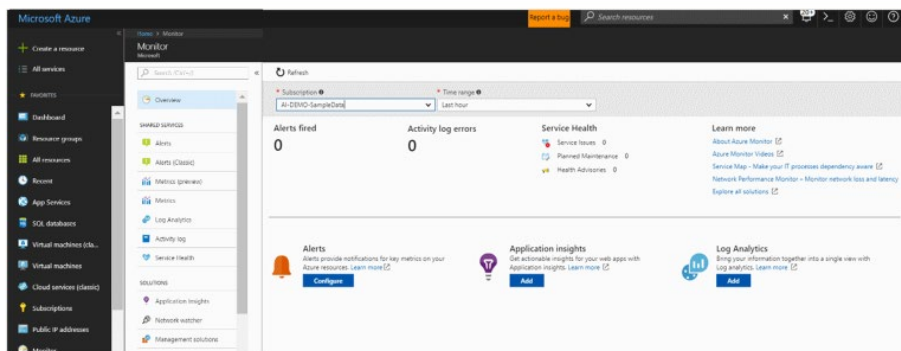 Microsoft Azure
Report a bug
Search resources
20+
Create a resource
All services
FAVORITES
Dashboard
Resource groups
All resources
Recent
App Services
SQL databases
Virtual machines (cla...
Virtual machines
Cloud services (classic)
Subscriptions
Public IP addresses
Monitor
Home > Monitor
Monitor
Microsoft
Search (Ctrl+/)
Overview
SHARED SERVICES
Alerts
Alerts (Classic)
Metrics (preview)
Metrics
Log Analytics
Activity log
Service Health
SOLUTIONS
Application Insights
Network watcher
Management solutions
Refresh
* Subscription
AI-DEMO-SampleData
* Time range
Last hour
Alerts fired
0
Activity log errors
0
Service Health
Service Issues 0
Planned Maintenance 0
Health Advisories 0
Learn more
About Azure Monitor
Azure Monitor Videos
Service Map - Make your IT processes dependency aware
Network Performance Monitor - Monitor network loss and latency
Explore all solutions
Alerts
Alerts provide notifications for key metrics on your
Azure resources. Learn more
Configure
Application insights
Get actionable insights for your web apps with
Application Insights. Learn more
Add
Log Analytics
Bring your information together into a single view with
Log analytics. Learn more
Add